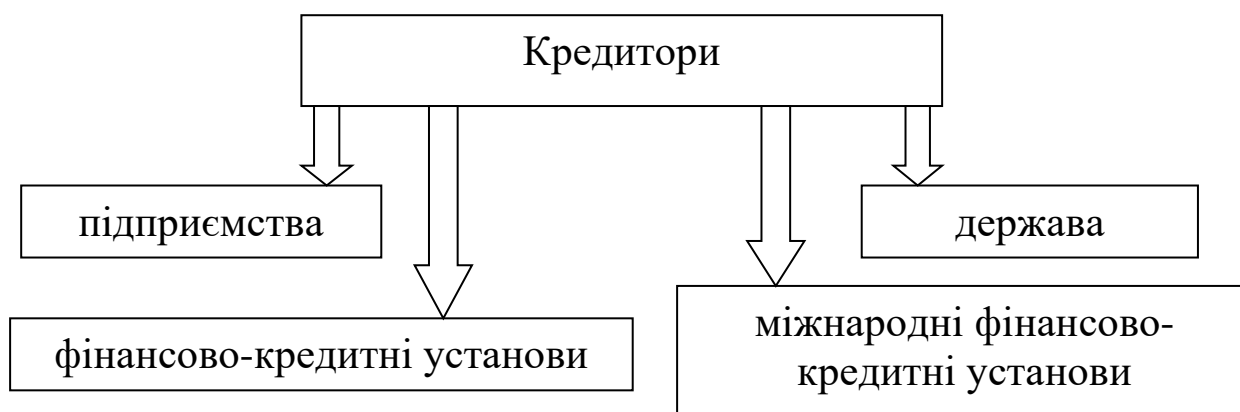 Кредитори
підприємства
держава
фінансово-кредитні установи
міжнародні фінансово-
кредитні установи